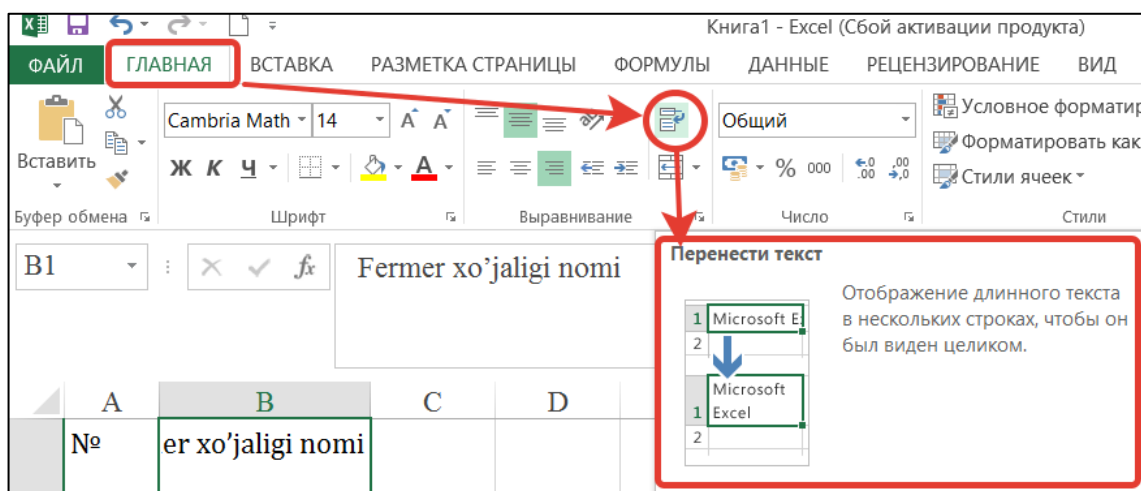 Книга1 - Excel (Сбой активации продукта)
ФАЙЛ ГЛАВНАЯ ВСТАВКА РАЗМЕТКА СТРАНИЦЫ ФОРМУЛЫ ДАННЫЕ РЕЦЕНЗИРОВАНИЕ ВИД
Вставить
Cambria Math 14
Ж К Ч
Общий
% 000
Условное форматир
Форматировать как
Стили ячеек
Буфер обмена Шрифт Выравнивание Число Стили
B1
fx
Fermer xo’jaligi nomi
A B C D
№ er xo’jaligi nomi
Перенести текст
Отображение длинного текста
в нескольких строках, чтобы он
был виден целиком.
1 Microsoft E
2
Microsoft
1 Excel
2